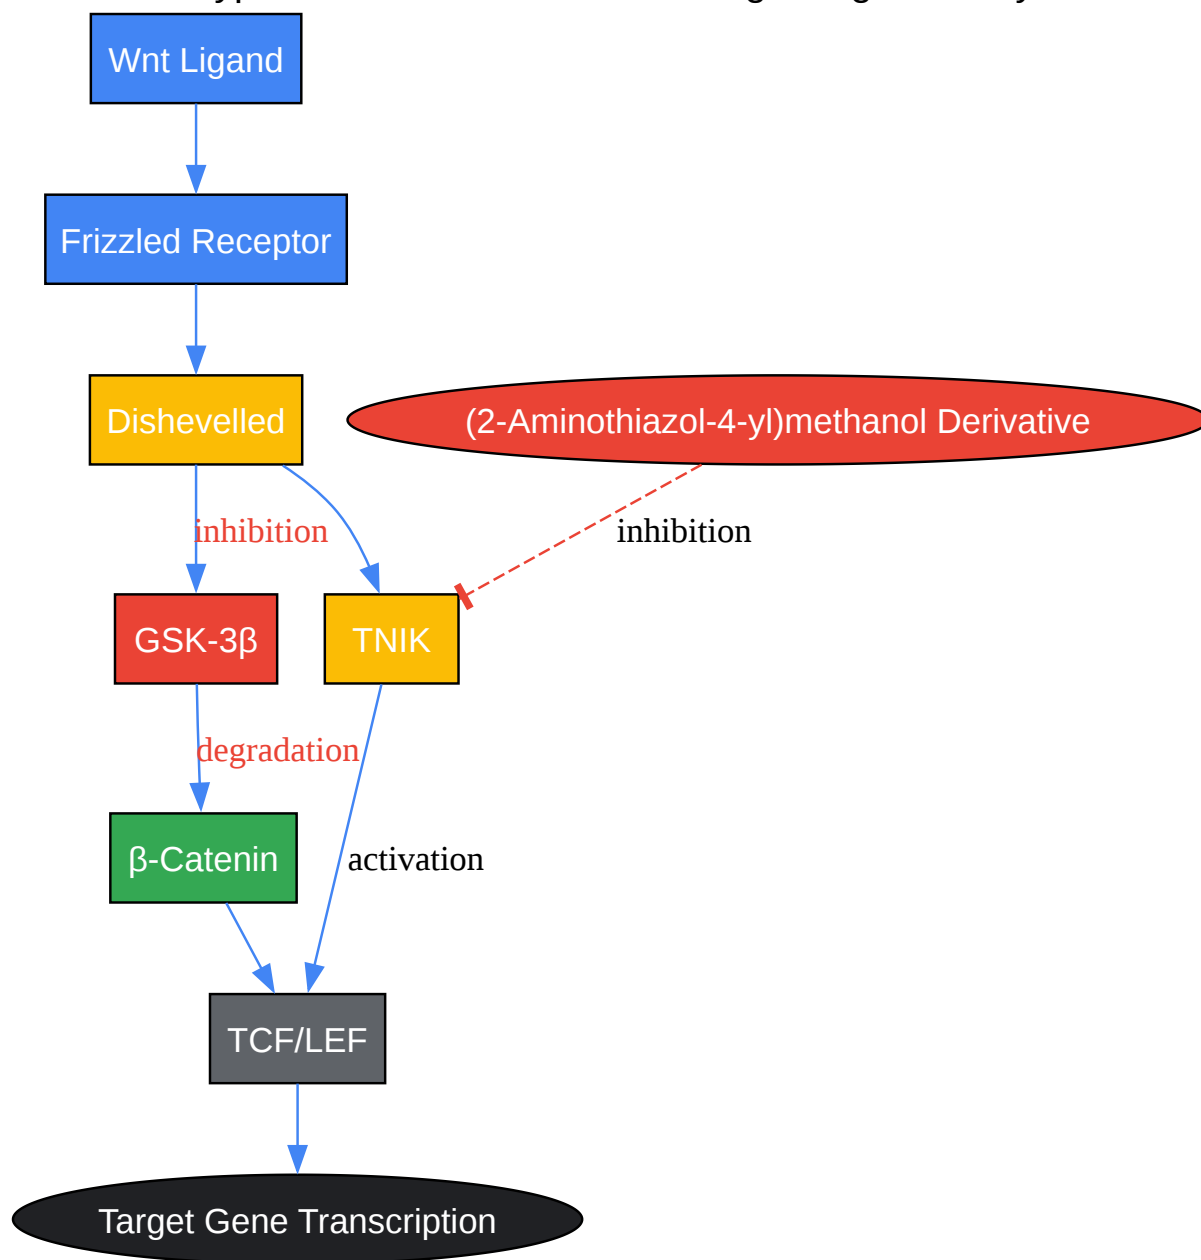 Wnt Ligand
Frizzled Receptor
Dishevelled
(2-Aminothiazol-4-yl)methanol Derivative
inhibition
inhibition
GSK-3β
TNIK
degradation
β-Catenin
activation
TCF/LEF
Target Gene Transcription